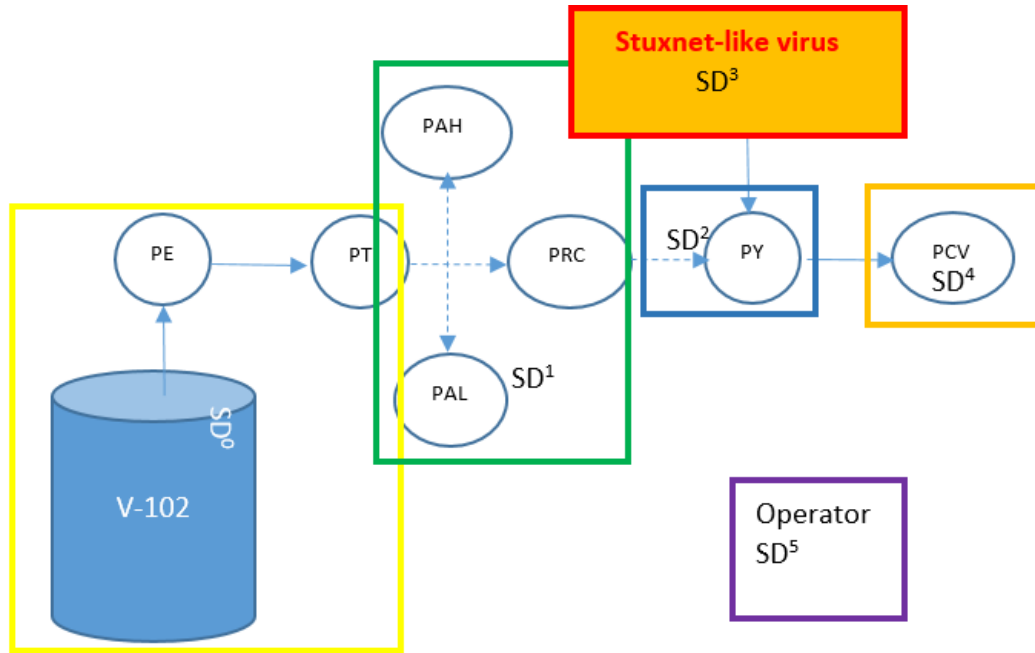 Stuxnet-like virus
SD³
PAH
PE
PT
PRC
SD²
PY
PCV
SD⁴
PAL
SD¹
SD⁰
V-102
Operator
SD⁵